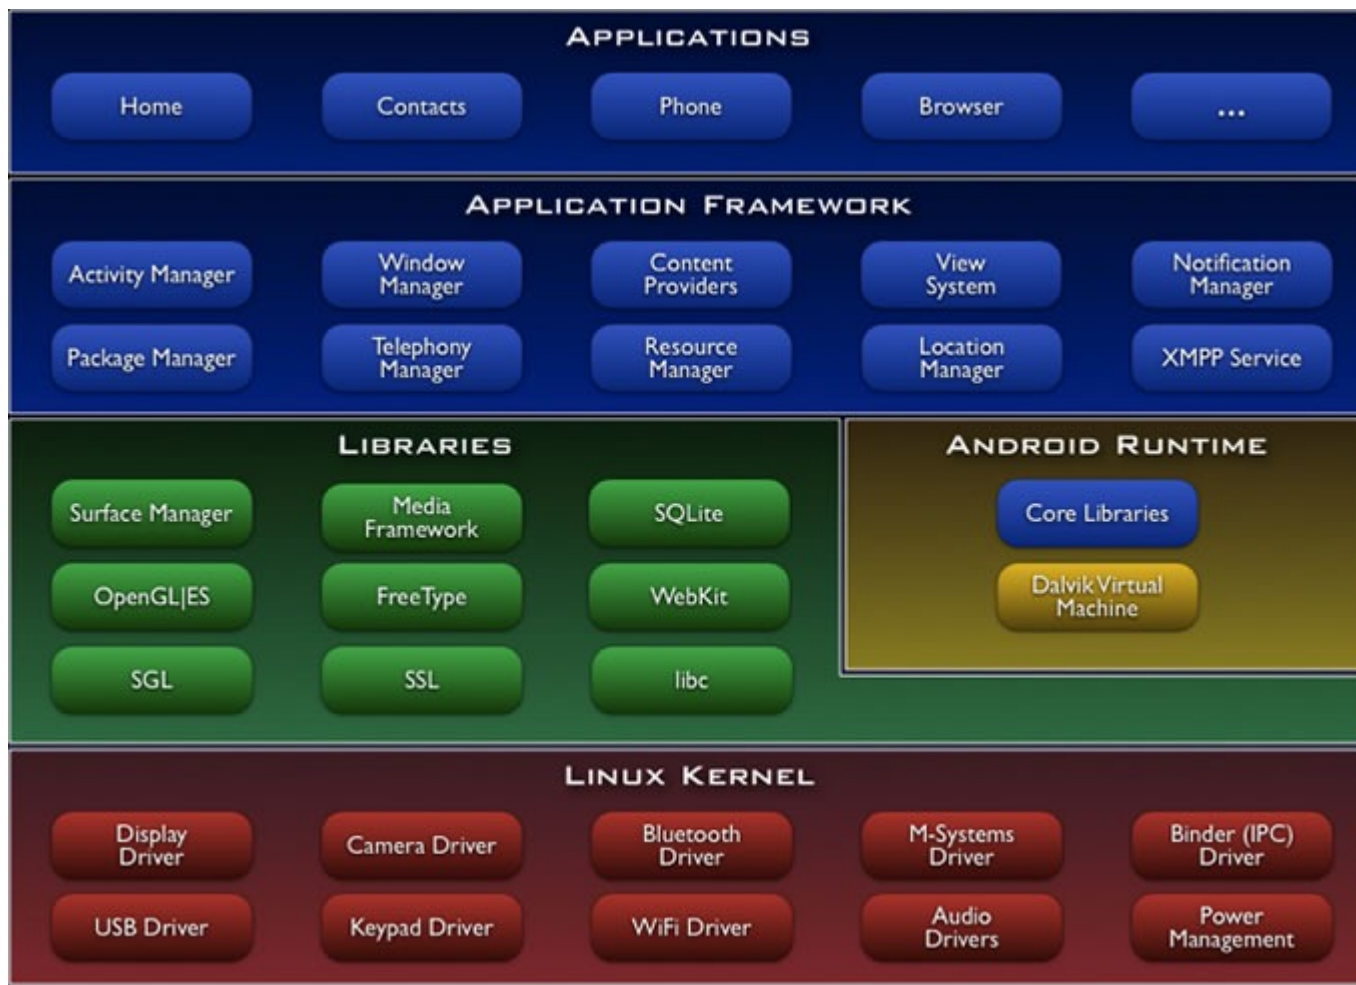 APPLICATIONS
Home
Contacts
Phone
Browser
...
APPLICATION FRAMEWORK
Activity Manager
Window
Manager
Content
Providers
View
System
Notification
Manager
Package Manager
Telephony
Manager
Resource
Manager
Location
Manager
XMPP Service
LIBRARIES
Surface Manager
Media
Framework
SQLite
OpenGL|ES
FreeType
WebKit
SGL
SSL
libc
ANDROID RUNTIME
Core Libraries
Dalvik Virtual
Machine
LINUX KERNEL
Display
Driver
Camera Driver
Bluetooth
Driver
M-Systems
Driver
Binder (IPC)
Driver
USB Driver
Keypad Driver
WiFi Driver
Audio
Drivers
Power
Management